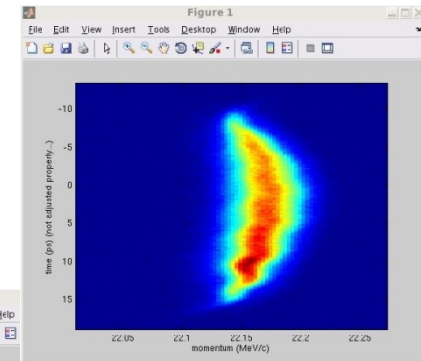 Figure 1
File Edit View Insert Tools Desktop Window Help
-10
-5
0
5
10
15
time (ps) (not adjusted properly...)
22.05 22.1 22.15 22.2 22.25
momentum (MeV/c)
Help